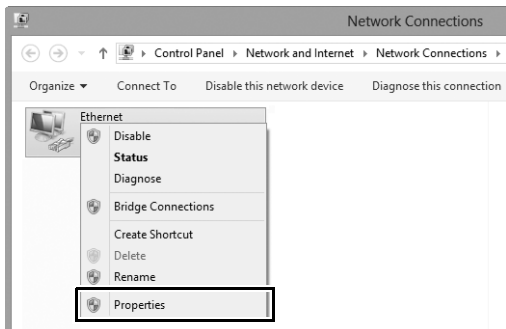 Network Connections
Control Panel Network and Internet Network Connections
Organize Connect To Disable this network device Diagnose this connection
Ethernet
Disable
Status
Diagnose
Bridge Connections
Create Shortcut
Delete
Rename
Properties